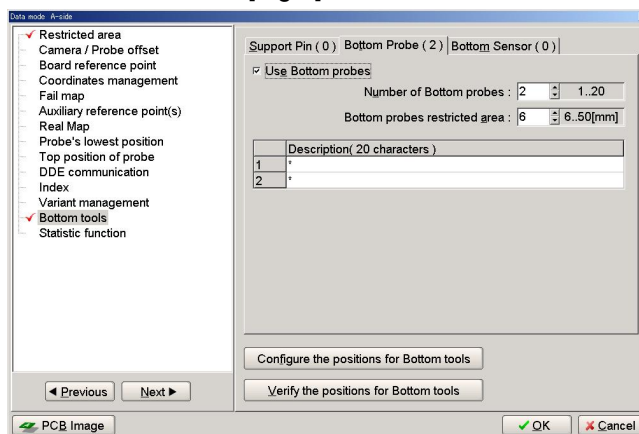 Data mode A-side
Restricted area
Camera / Probe offset
Board reference point
Coordinates management
Fail map
Auxiliary reference point(s)
Real Map
Probe's lowest position
Top position of probe
DDE communication
Index
Variant management
Bottom tools
Statistic function
Previous
Next
Support Pin ( 0 )
Bottom Probe ( 2 )
Bottom Sensor ( 0 )
Use Bottom probes
Number of Bottom probes : 2 1..20
Bottom probes restricted area : 6 6..50[mm]
Description( 20 characters )
1 *
2 *
Configure the positions for Bottom tools
Verify the positions for Bottom tools
PCB Image
OK
Cancel